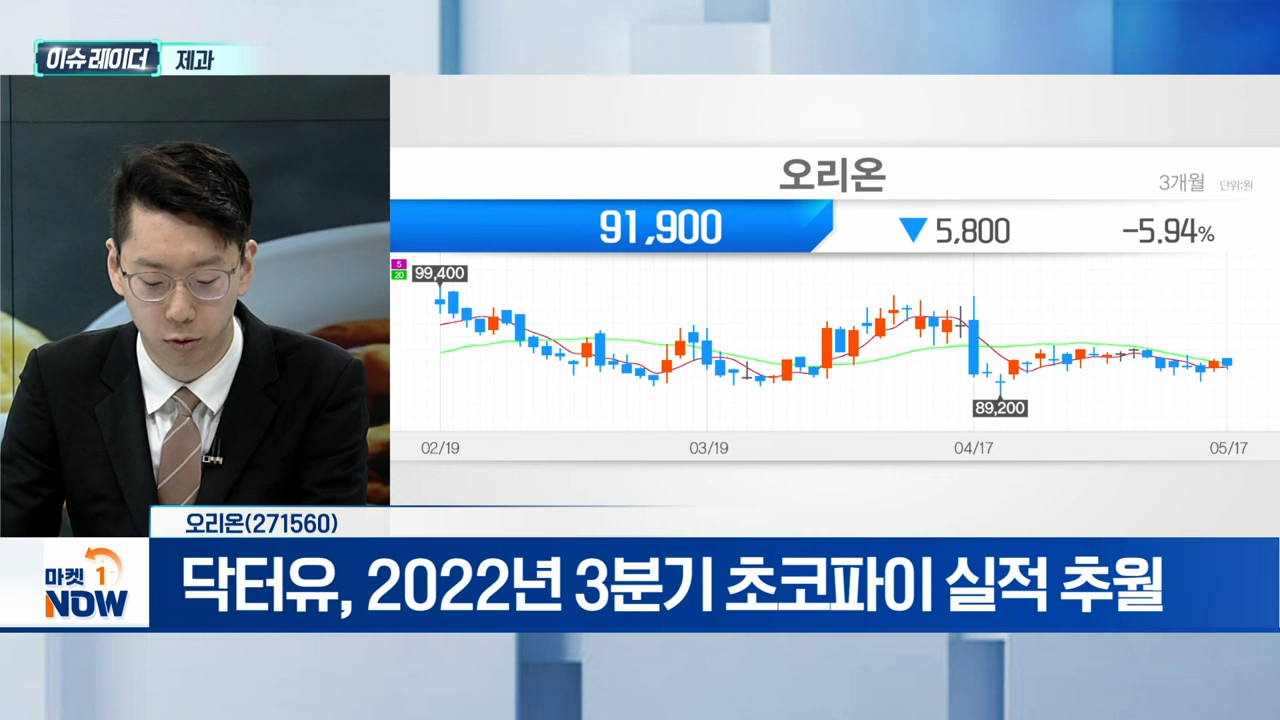 이슈 레이더 제과
오리온
3개월 단위:원
91,900 ▼ 5,800 -5.94%
5
20
99,400
89,200
02/19 03/19 04/17 05/17
오리온(271560)
마켓 1
NOW
닥터유, 2022년 3분기 초코파이 실적 추월